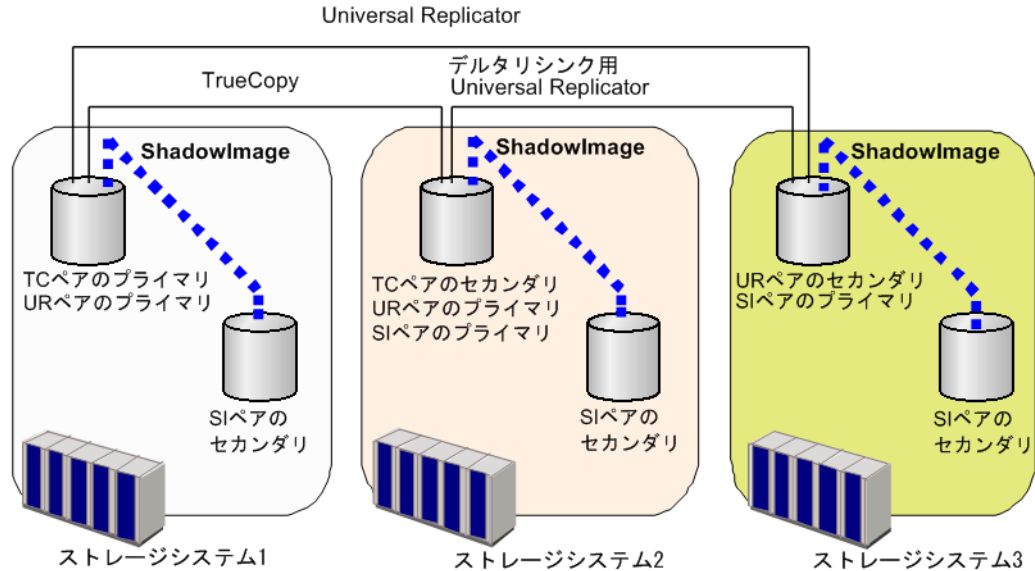 Universal Replicator
TrueCopy
デルタリシンク用
Universal Replicator
ShadowImage
TCペアのプライマリ
URペアのプライマリ
SIペアの
セカンダリ
ストレージシステム1
ShadowImage
TCペアのセカンダリ
URペアのプライマリ
SIペアのプライマリ
SIペアの
セカンダリ
ストレージシステム2
ShadowImage
URペアのセカンダリ
SIペアのプライマリ
SIペアの
セカンダリ
ストレージシステム3